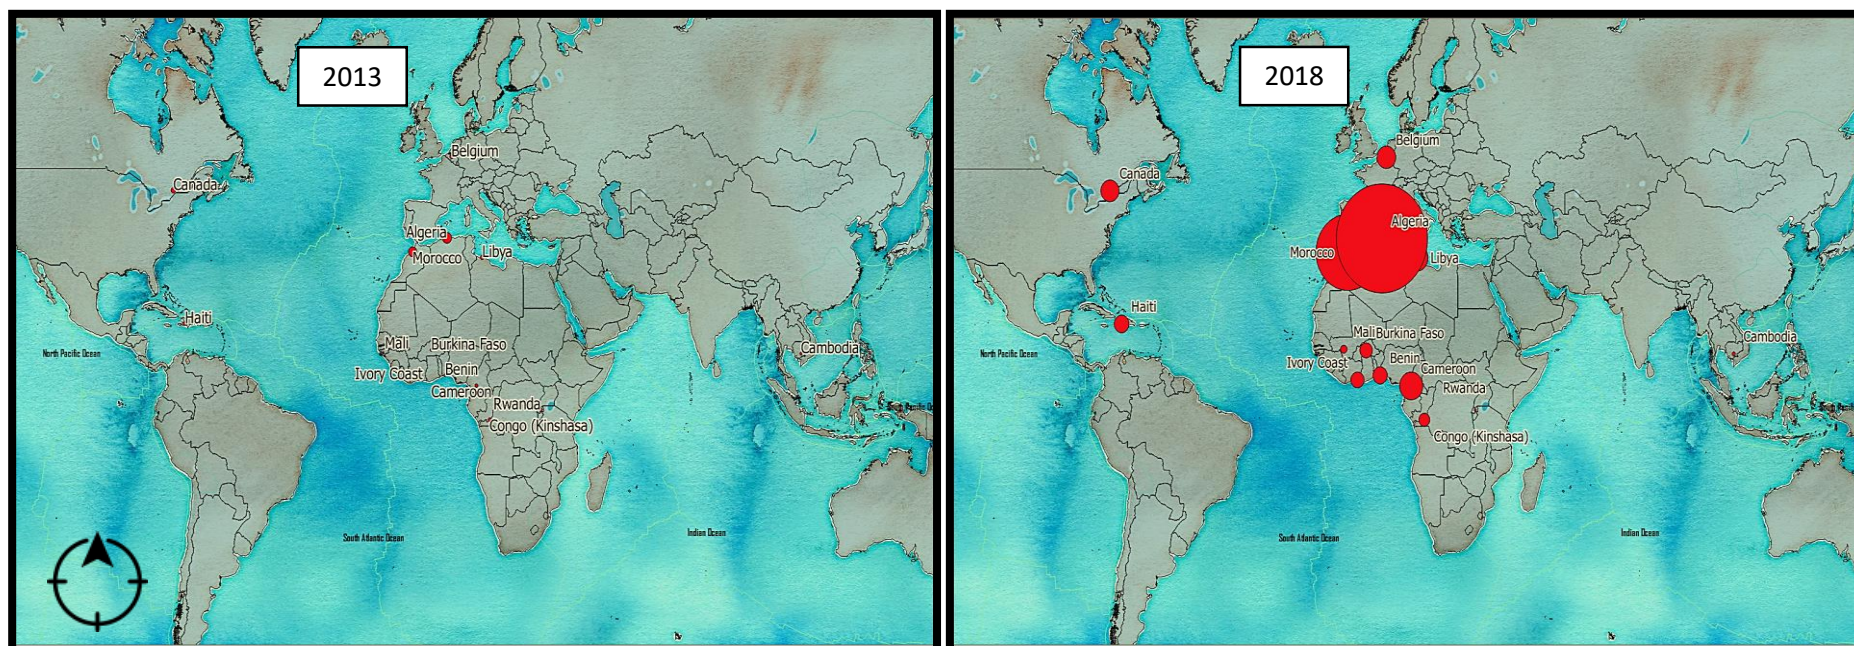 2013
Belgium
Canada
Algeria
Morocco
Libya
Haiti
North Pacific Ocean
Mali
Burkina Faso
Cambodia
Ivory Coast
Benin
Cameroon
Rwanda
Congo (Kinshasa)
South Atlantic Ocean
Indian Ocean
2018
Belgium
Canada
Algeria
Morocco
Libya
Haiti
North Pacific Ocean
Mali
Burkina Faso
Cambodia
Ivory Coast
Benin
Cameroon
Rwanda
Congo (Kinshasa)
South Atlantic Ocean
Indian Ocean